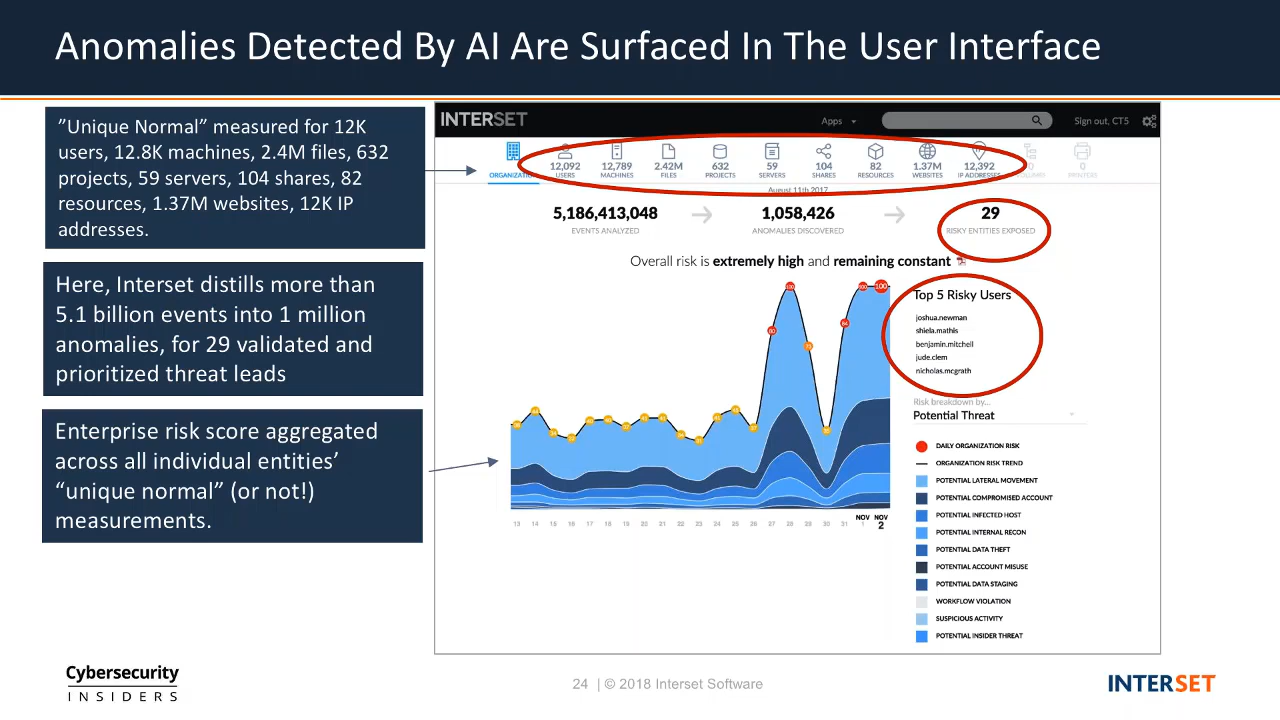 Anomalies Detected By AI Are Surfaced In The User Interface
”Unique Normal” measured for 12K
users, 12.8K machines, 2.4M files, 632
projects, 59 servers, 104 shares, 82
resources, 1.37M websites, 12K IP
addresses.
Here, Interset distills more than
5.1 billion events into 1 million
anomalies, for 29 validated and
prioritized threat leads
Enterprise risk score aggregated
across all individual entities’
“unique normal” (or not!)
measurements.
INTERSET
Apps
Sign out, CT5
12,092 12,789 2.42M 632 59 104 82 1.37M 12,392 0
USERS MACHINES FILES PROJECTS SERVERS SHARES RESOURCES WEBSITES IP ADDRESSES PRINTERS
August 11th 2017
5,186,413,048 1,058,426 29
EVENTS ANALYZED ANOMALIES DISCOVERED RISKY ENTITIES EXPOSED
Overall risk is extremely high and remaining constant
100 100 100
Top 5 Risky Users
joshua.newman
shiela.mathis
benjamin.mitchell
jude.clem
nicholas.mcgrath
Risk breakdown by...
Potential Threat
DAILY ORGANIZATION RISK
ORGANIZATION RISK TREND
POTENTIAL LATERAL MOVEMENT
POTENTIAL COMPROMISED ACCOUNT
POTENTIAL INFECTED HOST
POTENTIAL INTERNAL RECON
POTENTIAL DATA THEFT
POTENTIAL ACCOUNT MISUSE
POTENTIAL DATA STAGING
WORKFLOW VIOLATION
SUSPICIOUS ACTIVITY
POTENTIAL INSIDER THREAT
NOV NOV
13 14 15 16 17 18 19 20 21 22 23 24 25 26 27 28 29 30 31 1 2
Cybersecurity
INSIDERS
24 | © 2018 Interset Software
INTERSET